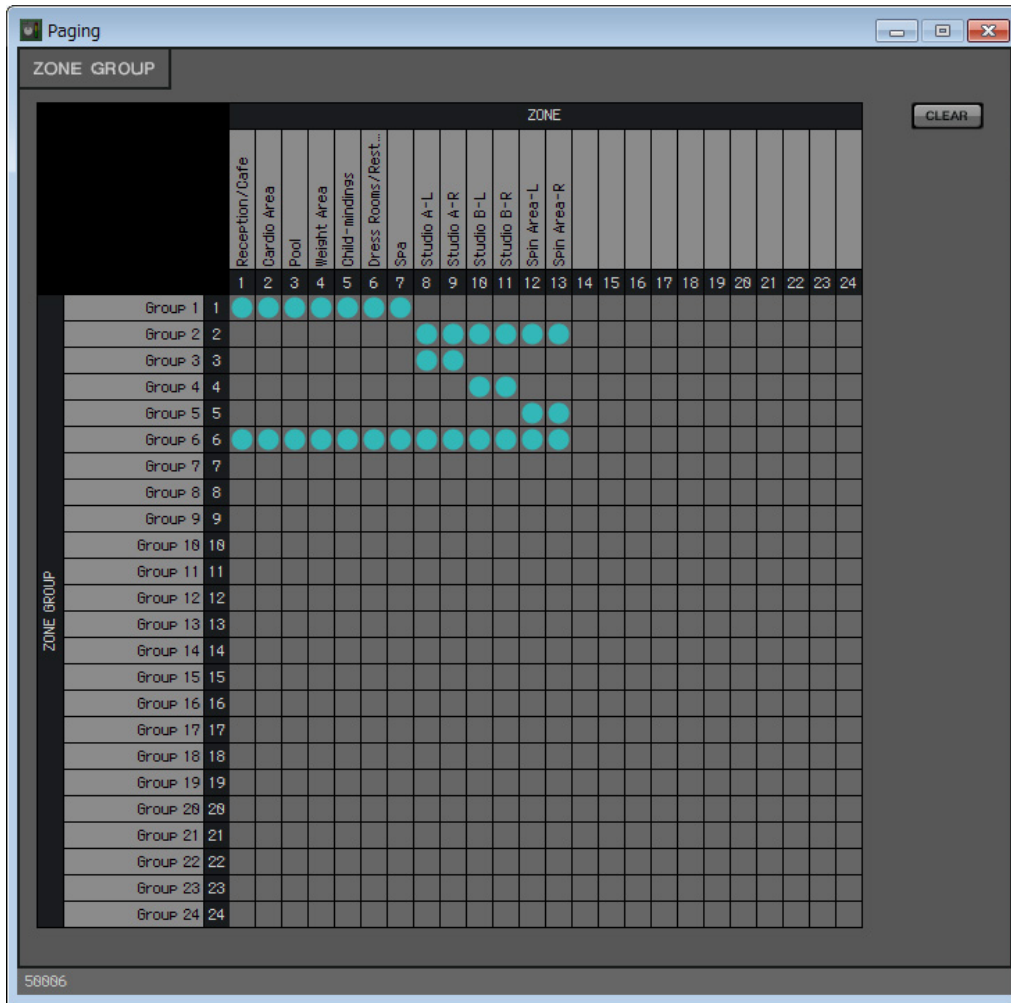 Paging
ZONE GROUP
ZONE
CLEAR
Reception/Cafe
Cardio Area
Pool
Weight Area
Child-mindings
Dress Rooms/Rest...
Spa
Studio A-L
Studio A-R
Studio B-L
Studio B-R
Spin Area-L
Spin Area-R
1 2 3 4 5 6 7 8 9 10 11 12 13 14 15 16 17 18 19 20 21 22 23 24
ZONE GROUP
Group 1 1
Group 2 2
Group 3 3
Group 4 4
Group 5 5
Group 6 6
Group 7 7
Group 8 8
Group 9 9
Group 10 10
Group 11 11
Group 12 12
Group 13 13
Group 14 14
Group 15 15
Group 16 16
Group 17 17
Group 18 18
Group 19 19
Group 20 20
Group 21 21
Group 22 22
Group 23 23
Group 24 24
50006